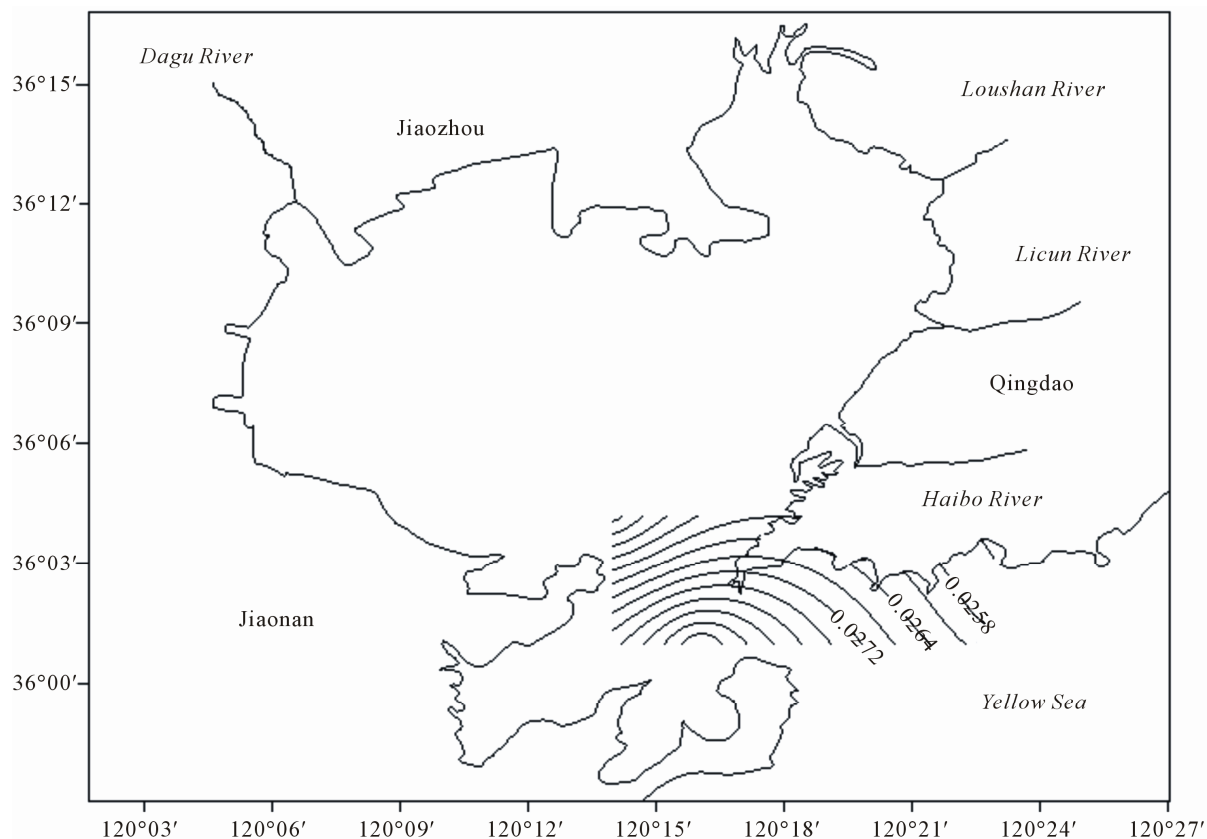 Dagu River
36°15′
Loushan River
Jiaozhou
36°12′
Licun River
36°09′
Qingdao
36°06′
Haibo River
36°03′
0.0258
0.0264
0.0272
Jiaonan
36°00′
Yellow Sea
120°03′ 120°06′ 120°09′ 120°12′ 120°15′ 120°18′ 120°21′ 120°24′ 120°27′